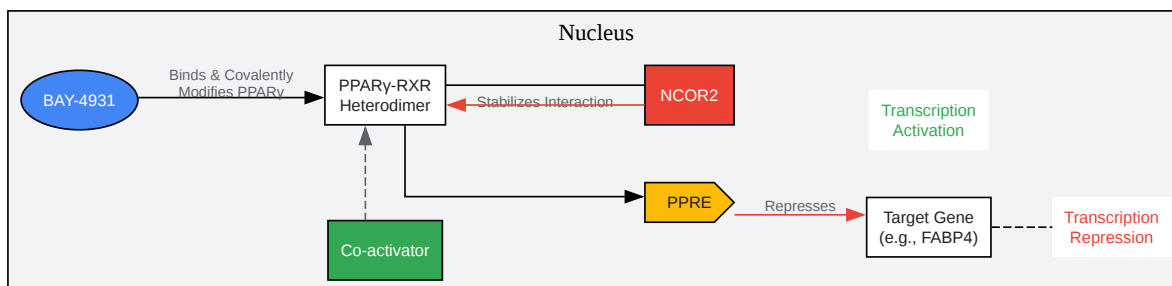 Nucleus
BAY-4931
Binds & Covalently
Modifies PPARγ
PPARγ-RXR
Heterodimer
Stabilizes Interaction
NCOR2
Transcription
Activation
Co-activator
PPRE
Represses
Target Gene
(e.g., FABP4)
Transcription
Repression